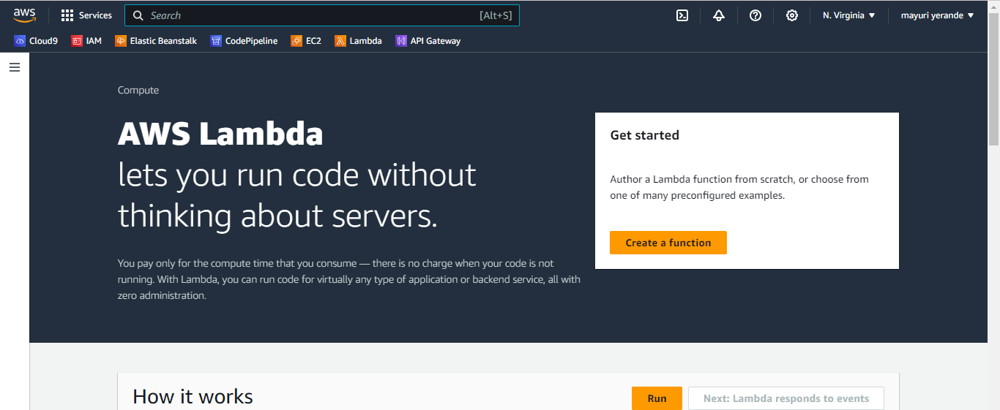 aws Services Search [Alt+S] N. Virginia mayuri yerande
Cloud9 IAM Elastic Beanstalk CodePipeline EC2 Lambda API Gateway
Compute
AWS Lambda
lets you run code without
thinking about servers.
You pay only for the compute time that you consume — there is no charge when your code is not
running. With Lambda, you can run code for virtually any type of application or backend service, all with
zero administration.
Get started
Author a Lambda function from scratch, or choose from
one of many preconfigured examples.
Create a function
How it works
Run Next: Lambda responds to events